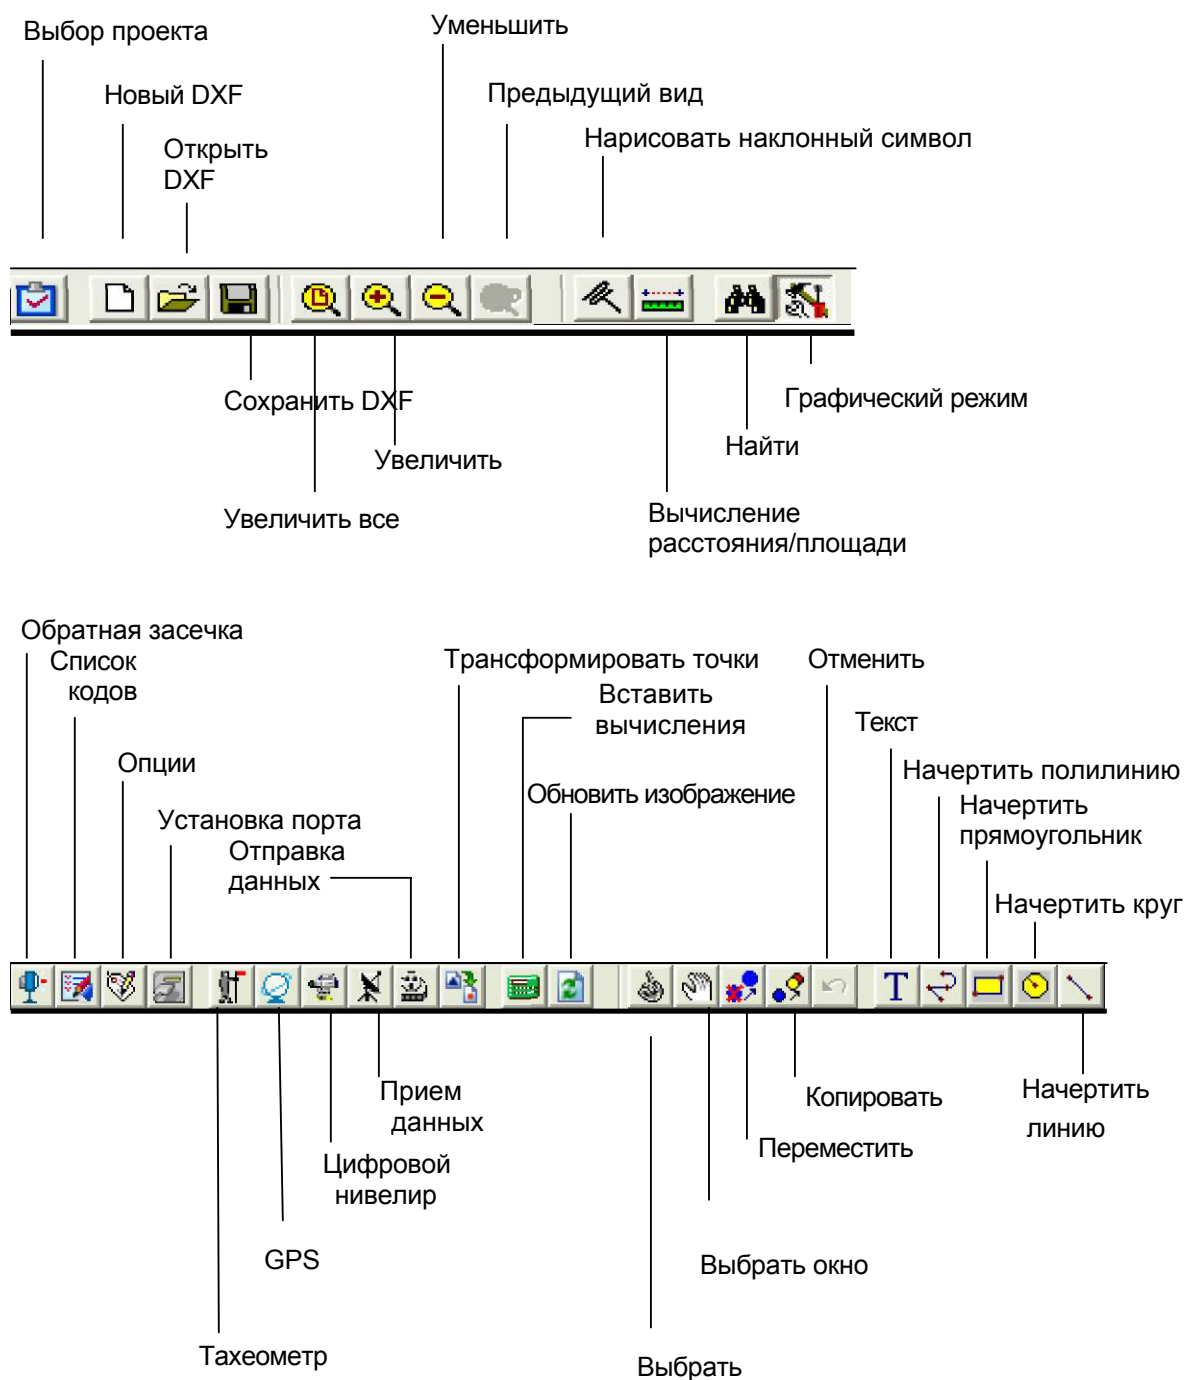 Выбор проекта
Уменьшить
Новый DXF
Предыдущий вид
Открыть
DXF
Нарисовать наклонный символ
Сохранить DXF
Графический режим
Найти
Увеличить
Увеличить все
Вычисление
расстояния/площади
Обратная засечка
Список
кодов
Трансформировать точки
Отменить
Вставить
вычисления
Текст
Опции
Начертить полилинию
Обновить изображение
Начертить
прямоугольник
Установка порта
Отправка
данных
Начертить круг
T
Прием
данных
Копировать
Начертить
линию
Переместить
Цифровой
нивелир
GPS
Выбрать окно
Тахеометр
Выбрать